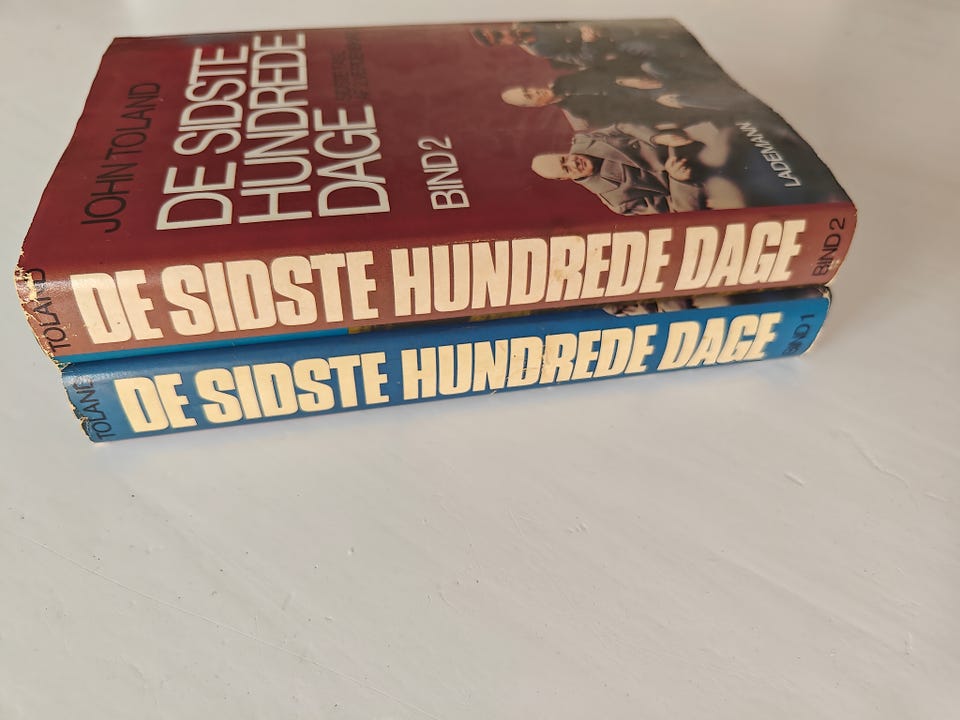 JOHN TOLAND
DE SIDSTE
HUNDREDE
DAGE
BIND 2
LADEMANN
TOLAND
DE SIDSTE HUNDREDE DAGE
BIND 2
TOLAND
DE SIDSTE HUNDREDE DAGE
BIND 1